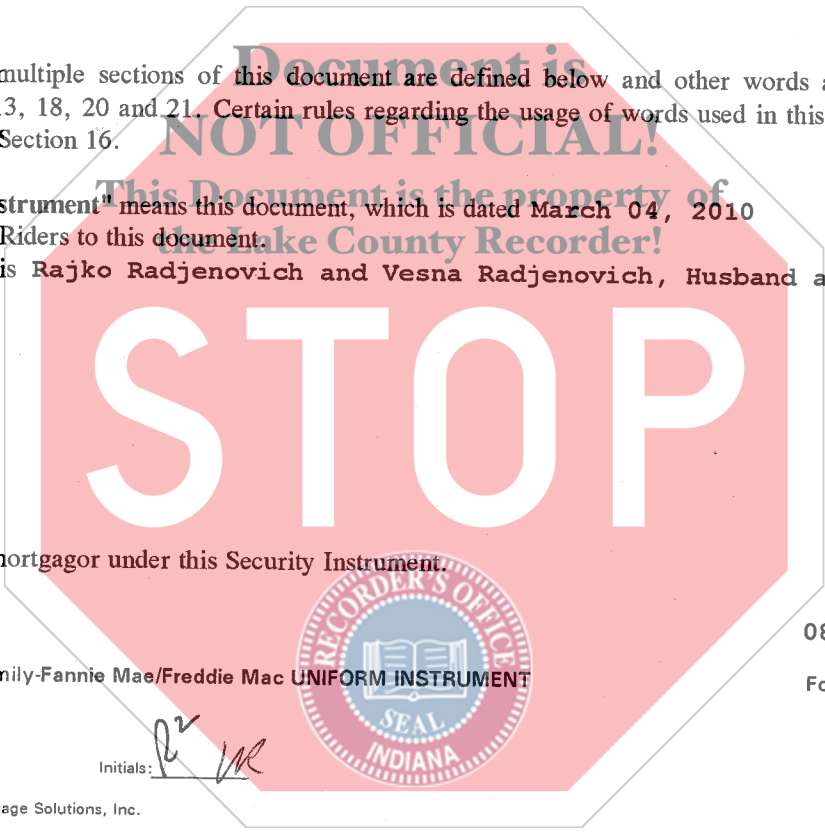 Document is
multiple sections of this document are defined below and other words
3, 18, 20 and 21. Certain rules regarding the usage of words used in this
NOT OFFICIAL!
Section 16.
This Document is the property of
strument" means this document, which is dated March 04, 2010
Riders to this document.
the Lake County Recorder!
is Rajko Radjenovich and Vesna Radjenovich, Husband a
STOP
mortgagor under this Security Instrument.
RECORDER'S OFFICE
SEAL
INDIANA
08
mily-Fannie Mae/Freddie Mac UNIFORM INSTRUMENT
Fo
Initials:
age Solutions, Inc.